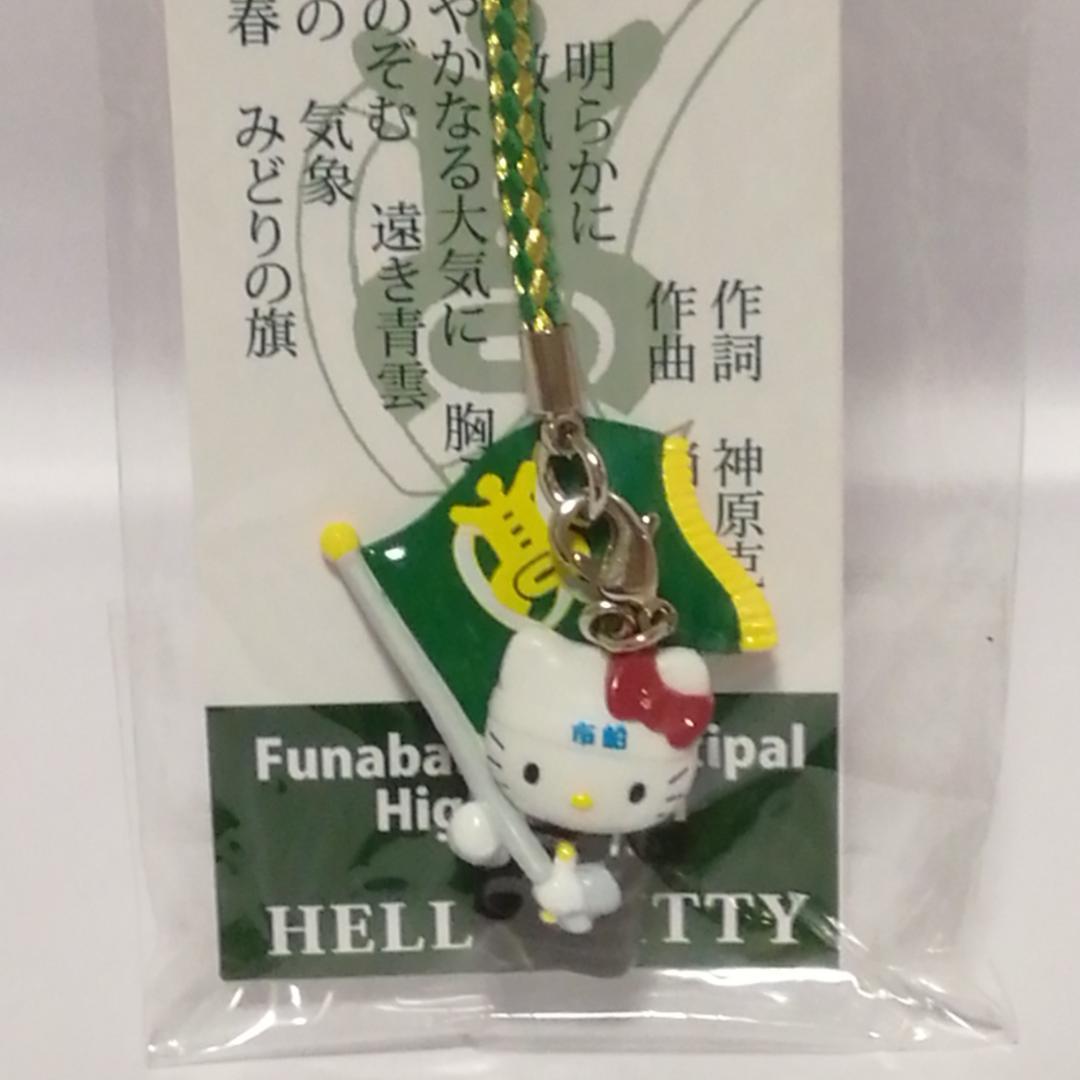 作詞 神原克
作曲
明らかに
やかなる大気に 胸
のぞむ 遠き青雲
の 気象
春 みどりの旗
市船
Funaba ipal
Hig
HELL TTY